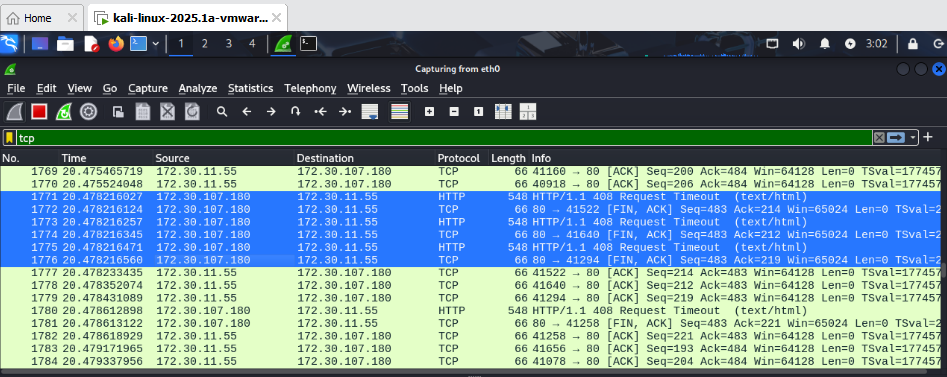 Home × kali-linux-2025.1a-vmwar... ×
1 2 3 4 3:02
Capturing from eth0
File Edit View Go Capture Analyze Statistics Telephony Wireless Tools Help
tcp
No. Time Source Destination Protocol Length Info
1769 20.475465719 172.30.11.55 172.30.107.180 TCP 66 41160 → 80 [ACK] Seq=200 Ack=484 Win=64128 Len=0 TSval=177457
1770 20.475524048 172.30.11.55 172.30.107.180 TCP 66 40918 → 80 [ACK] Seq=206 Ack=484 Win=64128 Len=0 TSval=177457
1771 20.478216027 172.30.107.180 172.30.11.55 HTTP 548 HTTP/1.1 408 Request Timeout (text/html)
1772 20.478216124 172.30.107.180 172.30.11.55 TCP 66 80 → 41522 [FIN, ACK] Seq=483 Ack=214 Win=65024 Len=0 TSval=2
1773 20.478216257 172.30.107.180 172.30.11.55 HTTP 548 HTTP/1.1 408 Request Timeout (text/html)
1774 20.478216345 172.30.107.180 172.30.11.55 TCP 66 80 → 41640 [FIN, ACK] Seq=483 Ack=212 Win=65024 Len=0 TSval=2
1775 20.478216471 172.30.107.180 172.30.11.55 HTTP 548 HTTP/1.1 408 Request Timeout (text/html)
1776 20.478216560 172.30.107.180 172.30.11.55 TCP 66 80 → 41294 [FIN, ACK] Seq=483 Ack=219 Win=65024 Len=0 TSval=2
1777 20.478233435 172.30.11.55 172.30.107.180 TCP 66 41522 → 80 [ACK] Seq=214 Ack=483 Win=64128 Len=0 TSval=177457
1778 20.478352074 172.30.11.55 172.30.107.180 TCP 66 41640 → 80 [ACK] Seq=212 Ack=483 Win=64128 Len=0 TSval=177457
1779 20.478431089 172.30.11.55 172.30.107.180 TCP 66 41294 → 80 [ACK] Seq=219 Ack=483 Win=64128 Len=0 TSval=177457
1780 20.478612898 172.30.107.180 172.30.11.55 HTTP 548 HTTP/1.1 408 Request Timeout (text/html)
1781 20.478613122 172.30.107.180 172.30.11.55 TCP 66 80 → 41258 [FIN, ACK] Seq=483 Ack=221 Win=65024 Len=0 TSval=2
1782 20.478618929 172.30.11.55 172.30.107.180 TCP 66 41258 → 80 [ACK] Seq=221 Ack=483 Win=64128 Len=0 TSval=177457
1783 20.479171965 172.30.11.55 172.30.107.180 TCP 66 41656 → 80 [ACK] Seq=193 Ack=484 Win=64128 Len=0 TSval=177457
1784 20.479337956 172.30.11.55 172.30.107.180 TCP 66 41078 → 80 [ACK] Seq=204 Ack=484 Win=64128 Len=0 TSval=177457